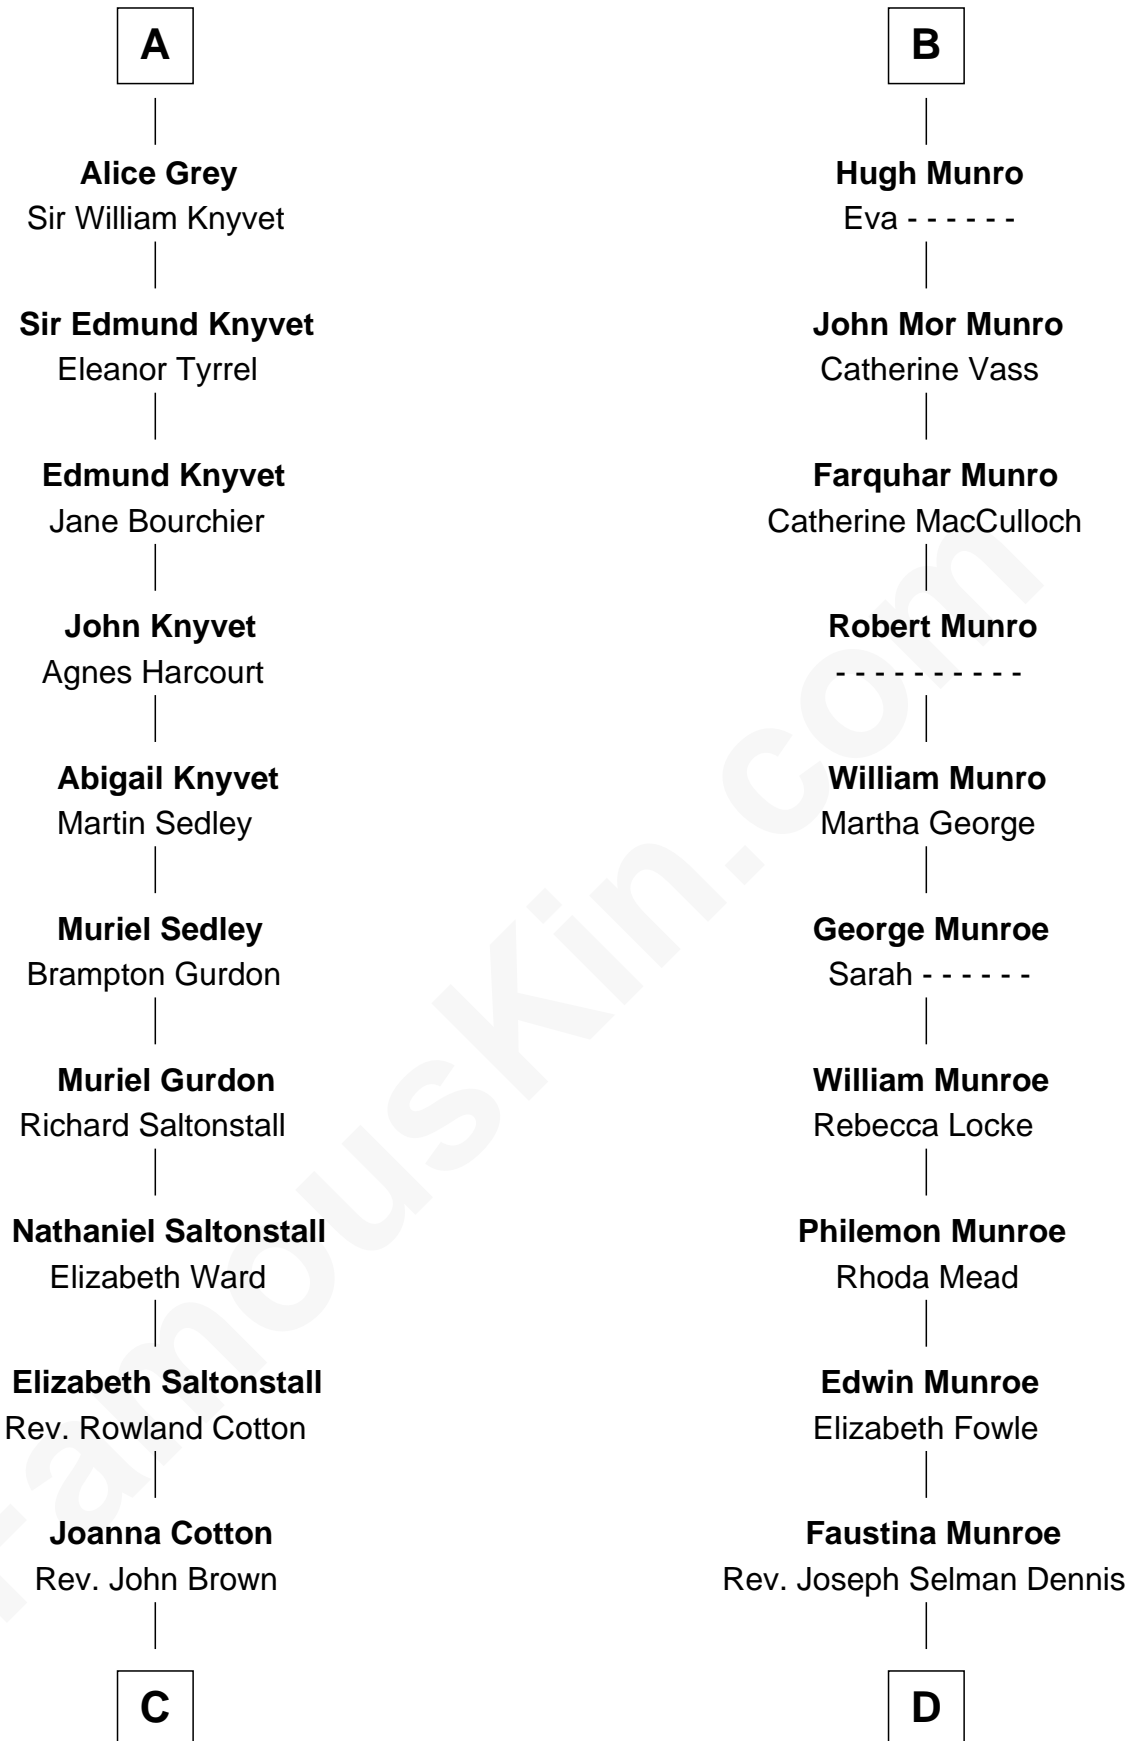 A
Alice Grey
Sir William Knyvet
Sir Edmund Knyvet
Eleanor Tyrrel
Edmund Knyvet
Jane Bourchier
John Knyvet
Agnes Harcourt
Abigail Knyvet
Martin Sedley
Muriel Sedley
Brampton Gurdon
Muriel Gurdon
Richard Saltonstall
Nathaniel Saltonstall
Elizabeth Ward
Elizabeth Saltonstall
Rev. Rowland Cotton
Joanna Cotton
Rev. John Brown
C
B
Hugh Munro
Eva - - - - - -
John Mor Munro
Catherine Vass
Farquhar Munro
Catherine MacCulloch
Robert Munro
- - - - - - - - - -
William Munro
Martha George
George Munroe
Sarah - - - - - -
William Munroe
Rebecca Locke
Philemon Munroe
Rhoda Mead
Edwin Munroe
Elizabeth Fowle
Faustina Munroe
Rev. Joseph Selman Dennis
D
FamousKin.com